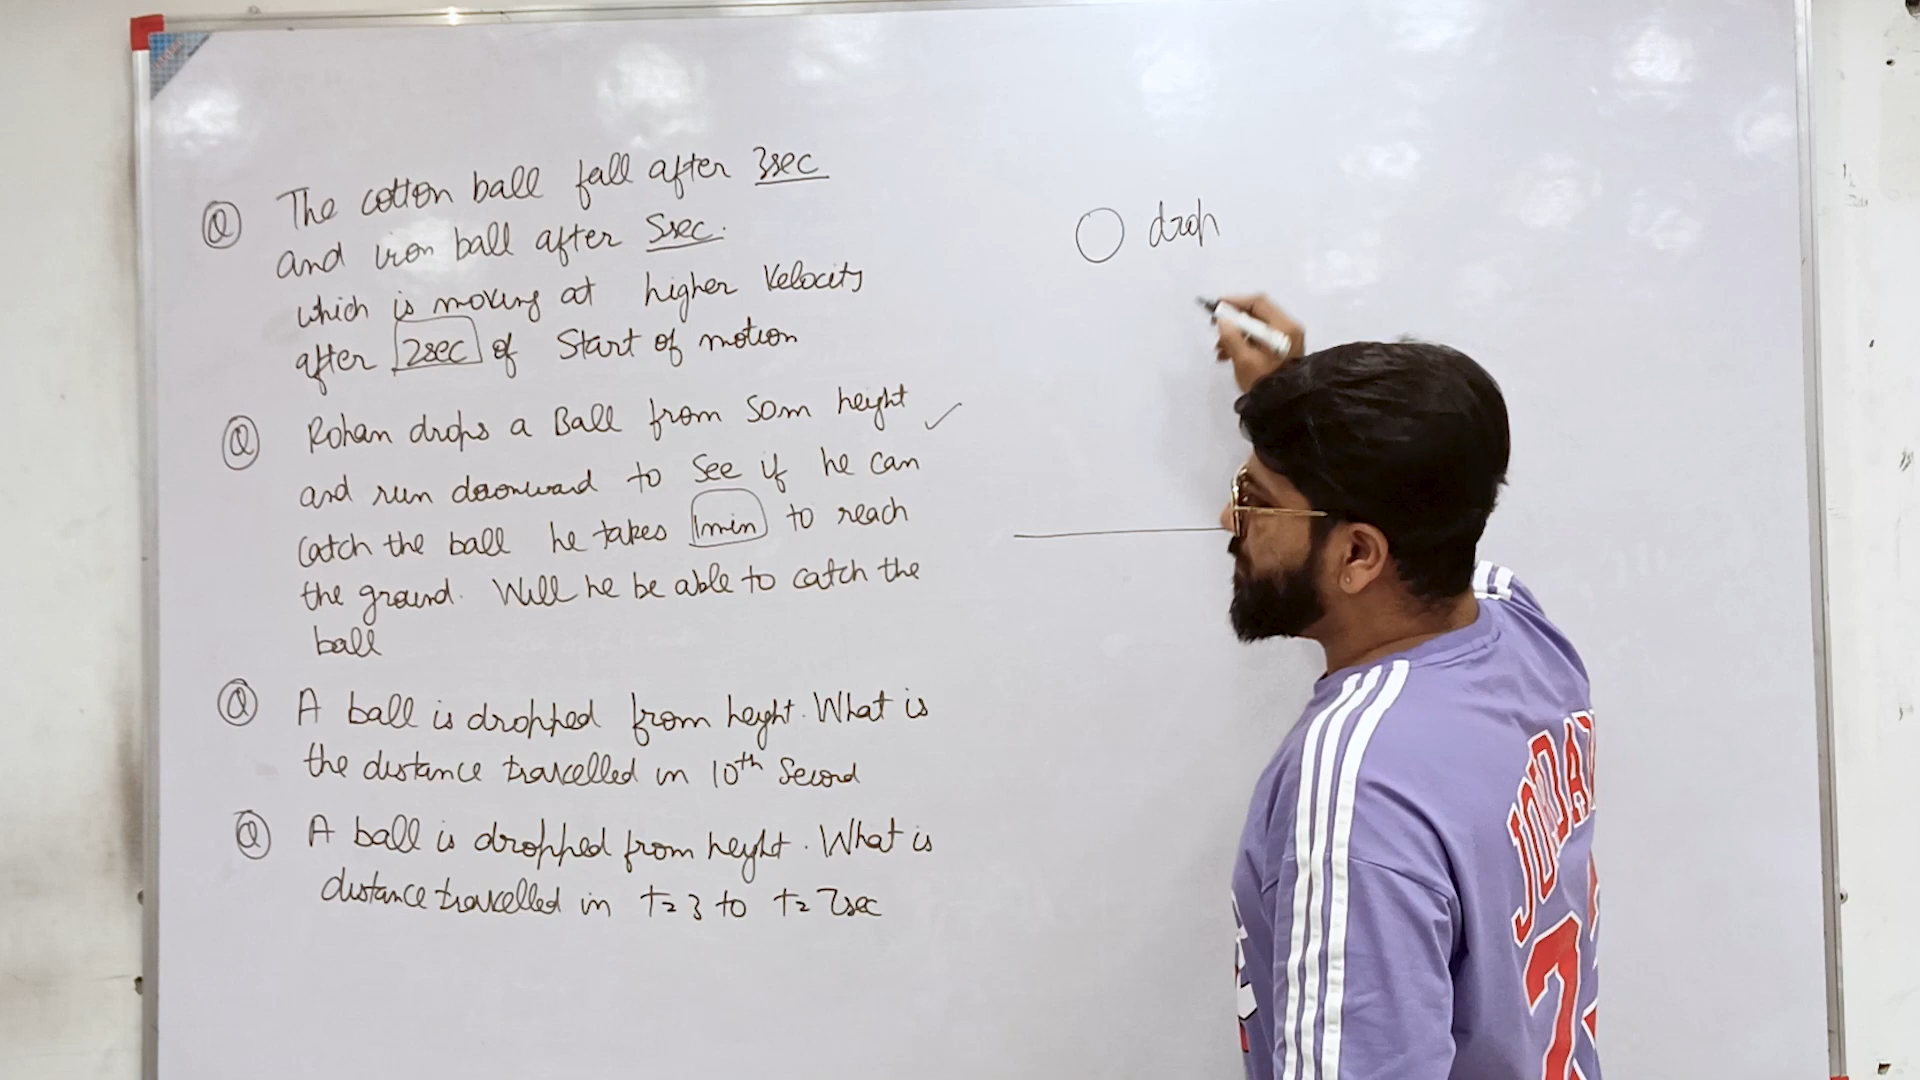 Q The cotton ball fall after 3sec
and iron ball after 5sec.
which is moving at higher Velocity
after 2sec of Start of motion
Q Rohan drops a Ball from 50m height
and run downward to See if he can
catch the ball he takes 1min to reach
the ground. Will he be able to catch the
ball
Q A ball is dropped from height. What is
the distance travelled in 10th Second
Q A ball is dropped from height. What is
distance travelled in t=3 to t=7sec
drop
JORDAN